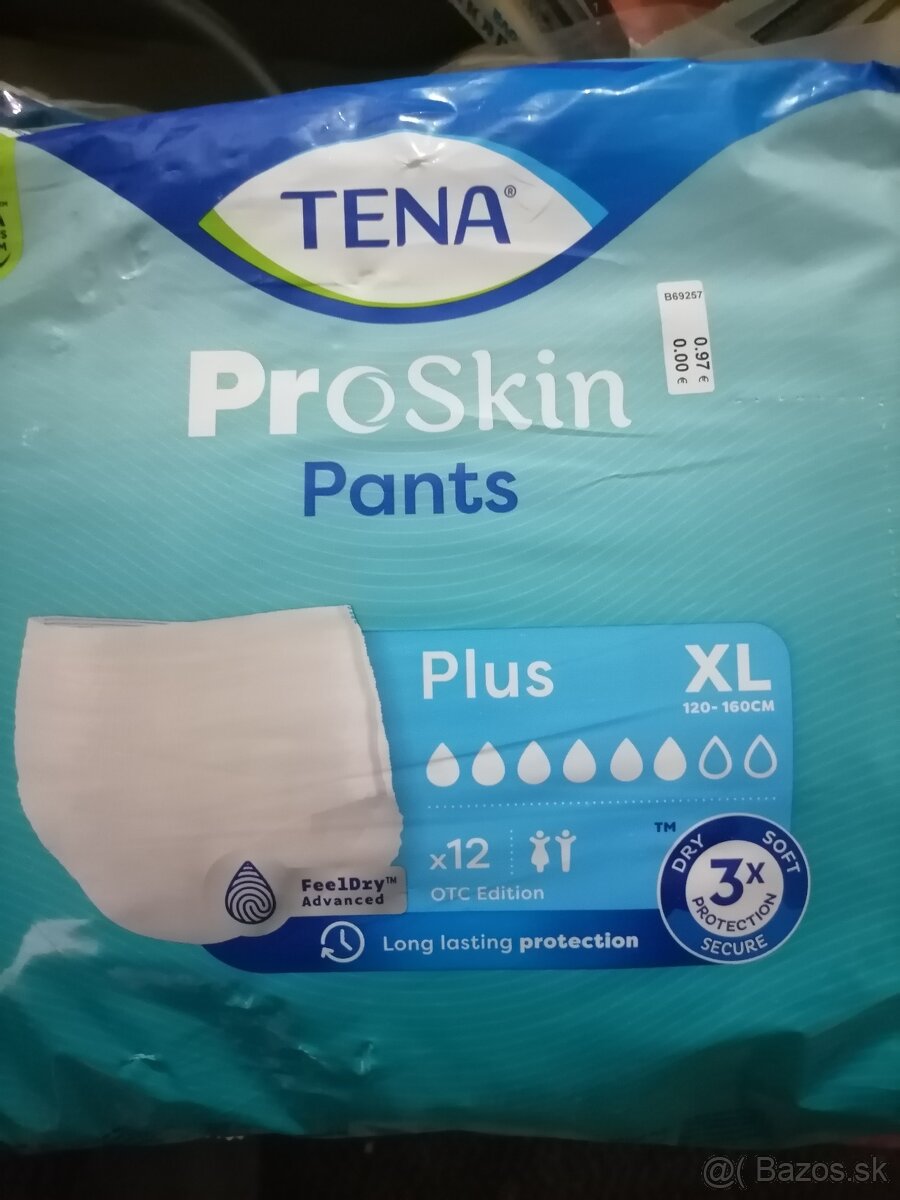 TENA®
B69257
0.97 €
0.00 €
ProSkin
Pants
Plus
XL
120- 160CM
x12
OTC Edition
FeelDry™
Advanced
Long lasting protection
™
DRY SOFT
3x
PROTECTION
SECURE
@( Bazos.sk